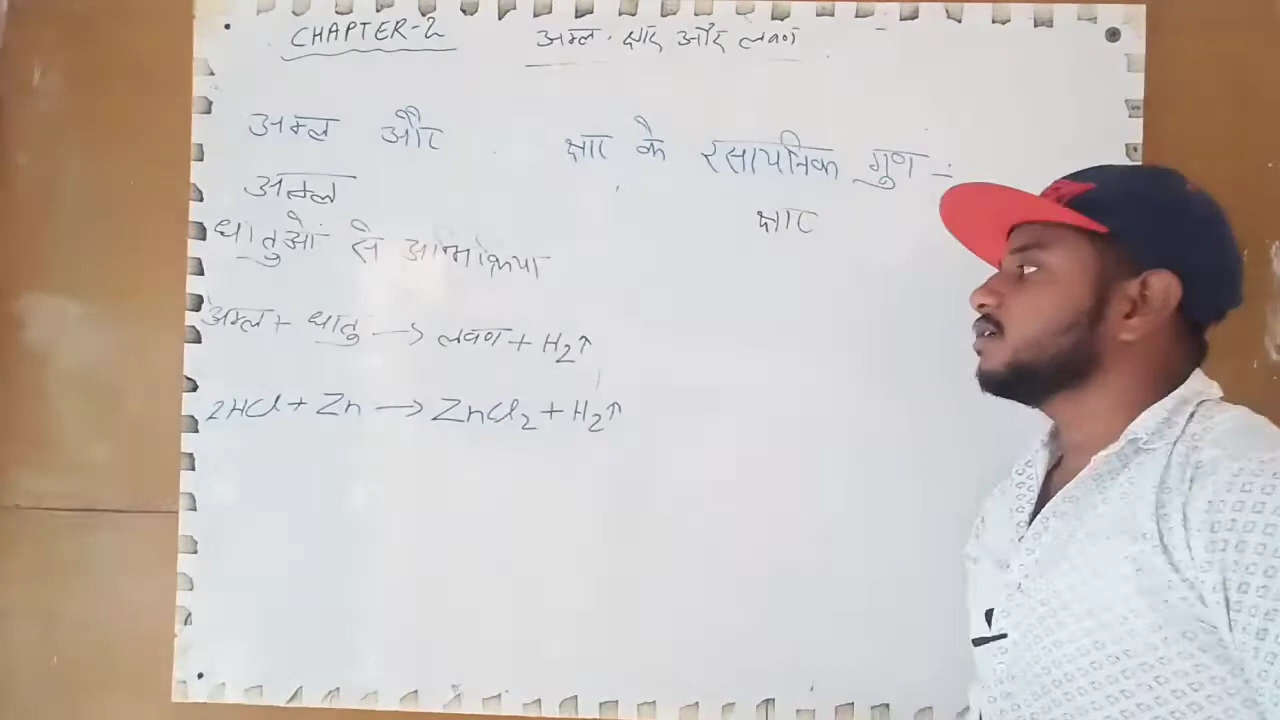 CHAPTER-2 अम्ल, क्षार और लवण
अम्ल और क्षार के रसायनिक गुण :-
अम्ल क्षार
धातुओं से अभिक्रिया
अम्ल + धातु → लवण + H₂↑
2HCl + Zn → ZnCl₂ + H₂↑